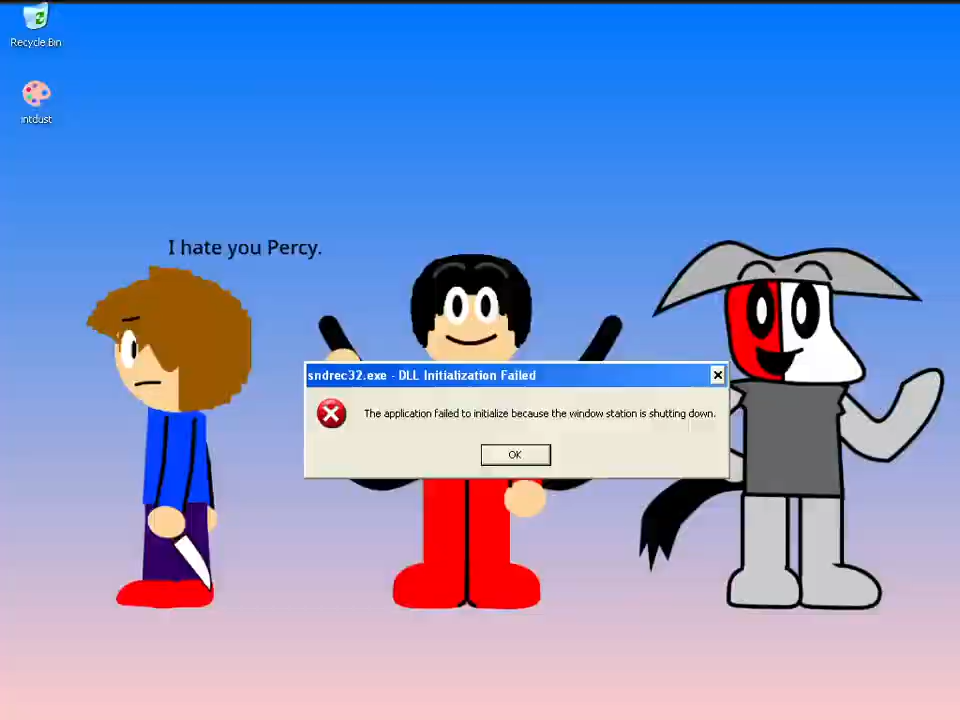 Recycle Bin
intdust
I hate you Percy.
sndrec32.exe - DLL Initialization Failed
The application failed to initialize because the window station is shutting down.
OK